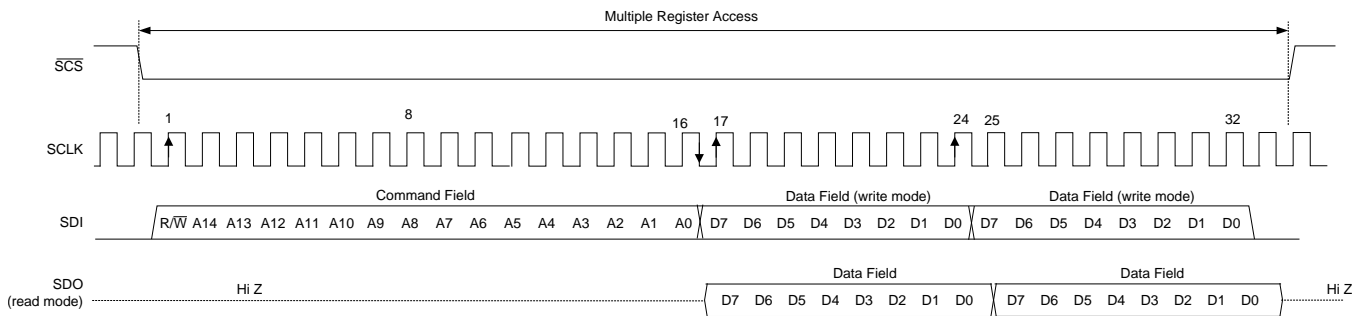 Multiple Register Access
SCS
1 8 16 17 24 25 32
SCLK
Command Field Data Field (write mode) Data Field (write mode)
SDI R/W A14 A13 A12 A11 A10 A9 A8 A7 A6 A5 A4 A3 A2 A1 A0 D7 D6 D5 D4 D3 D2 D1 D0 D7 D6 D5 D4 D3 D2 D1 D0
SDO Data Field Data Field
(read mode) Hi Z D7 D6 D5 D4 D3 D2 D1 D0 D7 D6 D5 D4 D3 D2 D1 D0 Hi Z